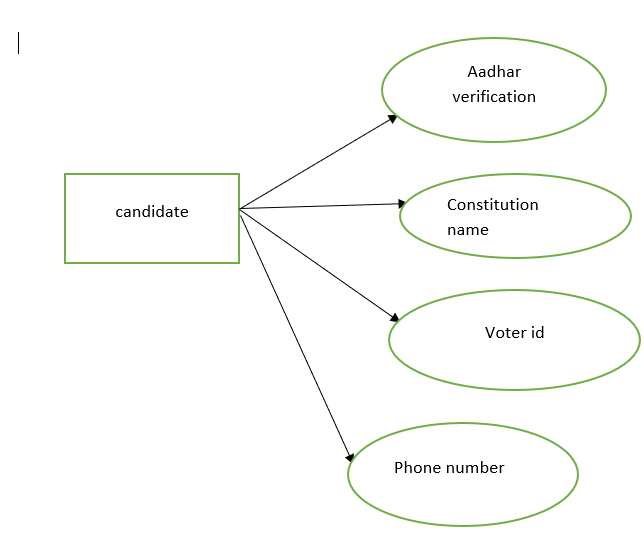 Aadhar
verification
candidate
Constitution
name
Voter id
Phone number